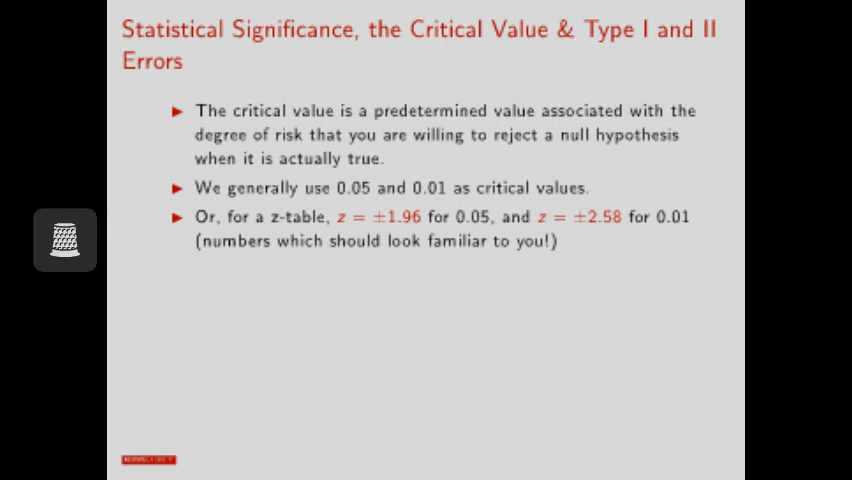 Statistical Significance, the Critical Value & Type I and II
Errors
▶ The critical value is a predetermined value associated with the
degree of risk that you are willing to reject a null hypothesis
when it is actually true.
▶ We generally use 0.05 and 0.01 as critical values.
▶ Or, for a z-table, z = ±1.96 for 0.05, and z = ±2.58 for 0.01
(numbers which should look familiar to you!)